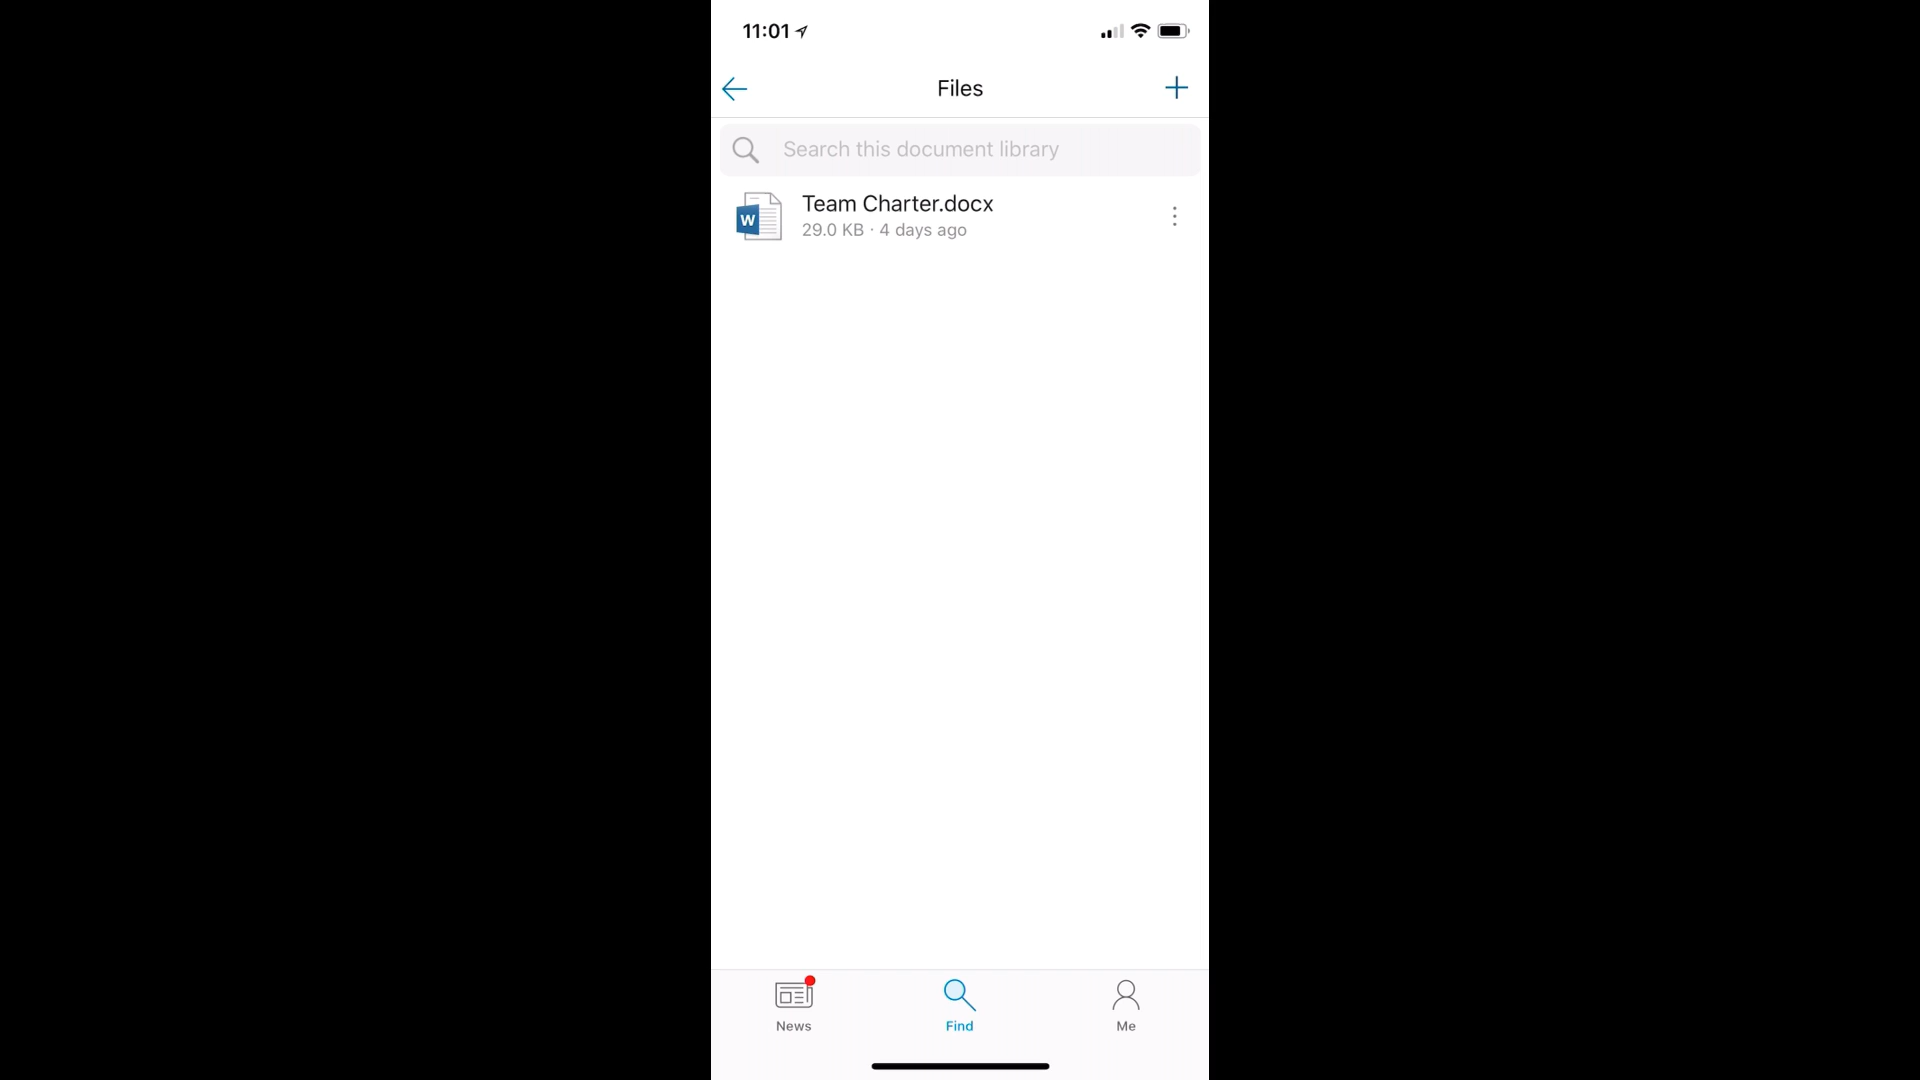 11:01
Files
Search this document library
W
Team Charter.docx
29.0 KB · 4 days ago
News
Find
Me